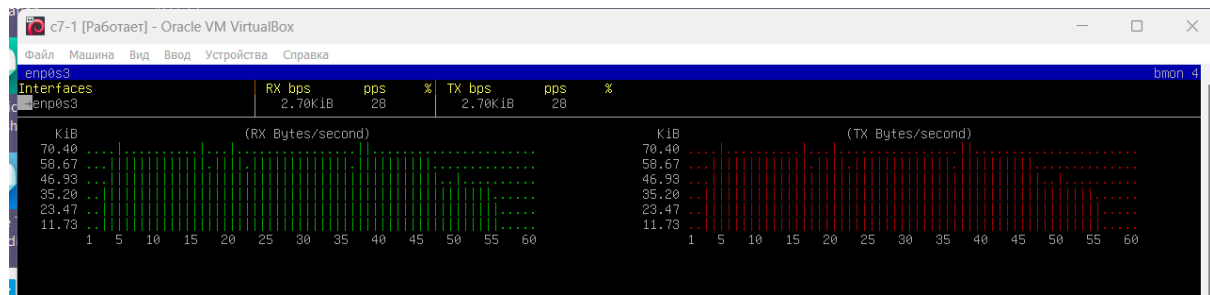 c7-1 [Работает] - Oracle VM VirtualBox
Файл Машина Вид Ввод Устройства Справка
enp0s3 bmon 4
Interfaces RX bps pps % TX bps pps %
→enp0s3 2.70KiB 28 2.70KiB 28
KiB (RX Bytes/second) KiB (TX Bytes/second)
70.40 70.40
58.67 58.67
46.93 46.93
35.20 35.20
23.47 23.47
11.73 11.73
1 5 10 15 20 25 30 35 40 45 50 55 60 1 5 10 15 20 25 30 35 40 45 50 55 60